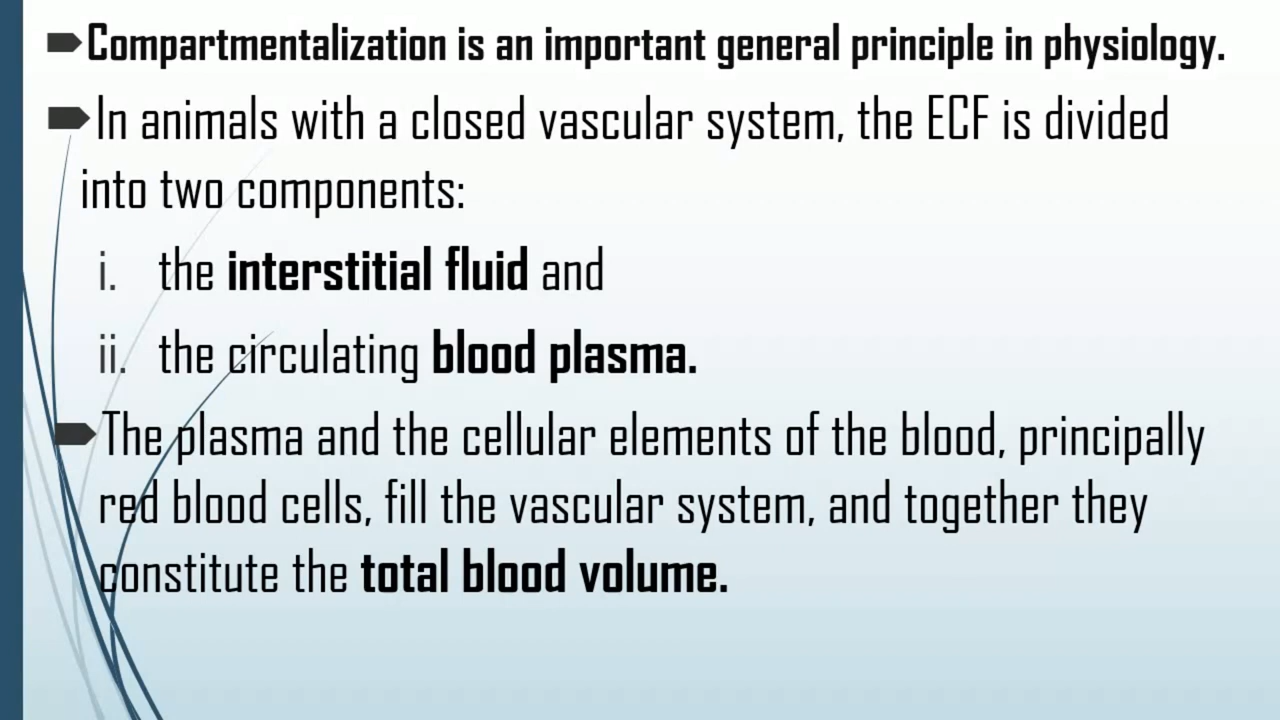 Compartmentalization is an important general principle in physiology.
In animals with a closed vascular system, the ECF is divided
into two components:
i. the interstitial fluid and
ii. the circulating blood plasma.
The plasma and the cellular elements of the blood, principally
red blood cells, fill the vascular system, and together they
constitute the total blood volume.